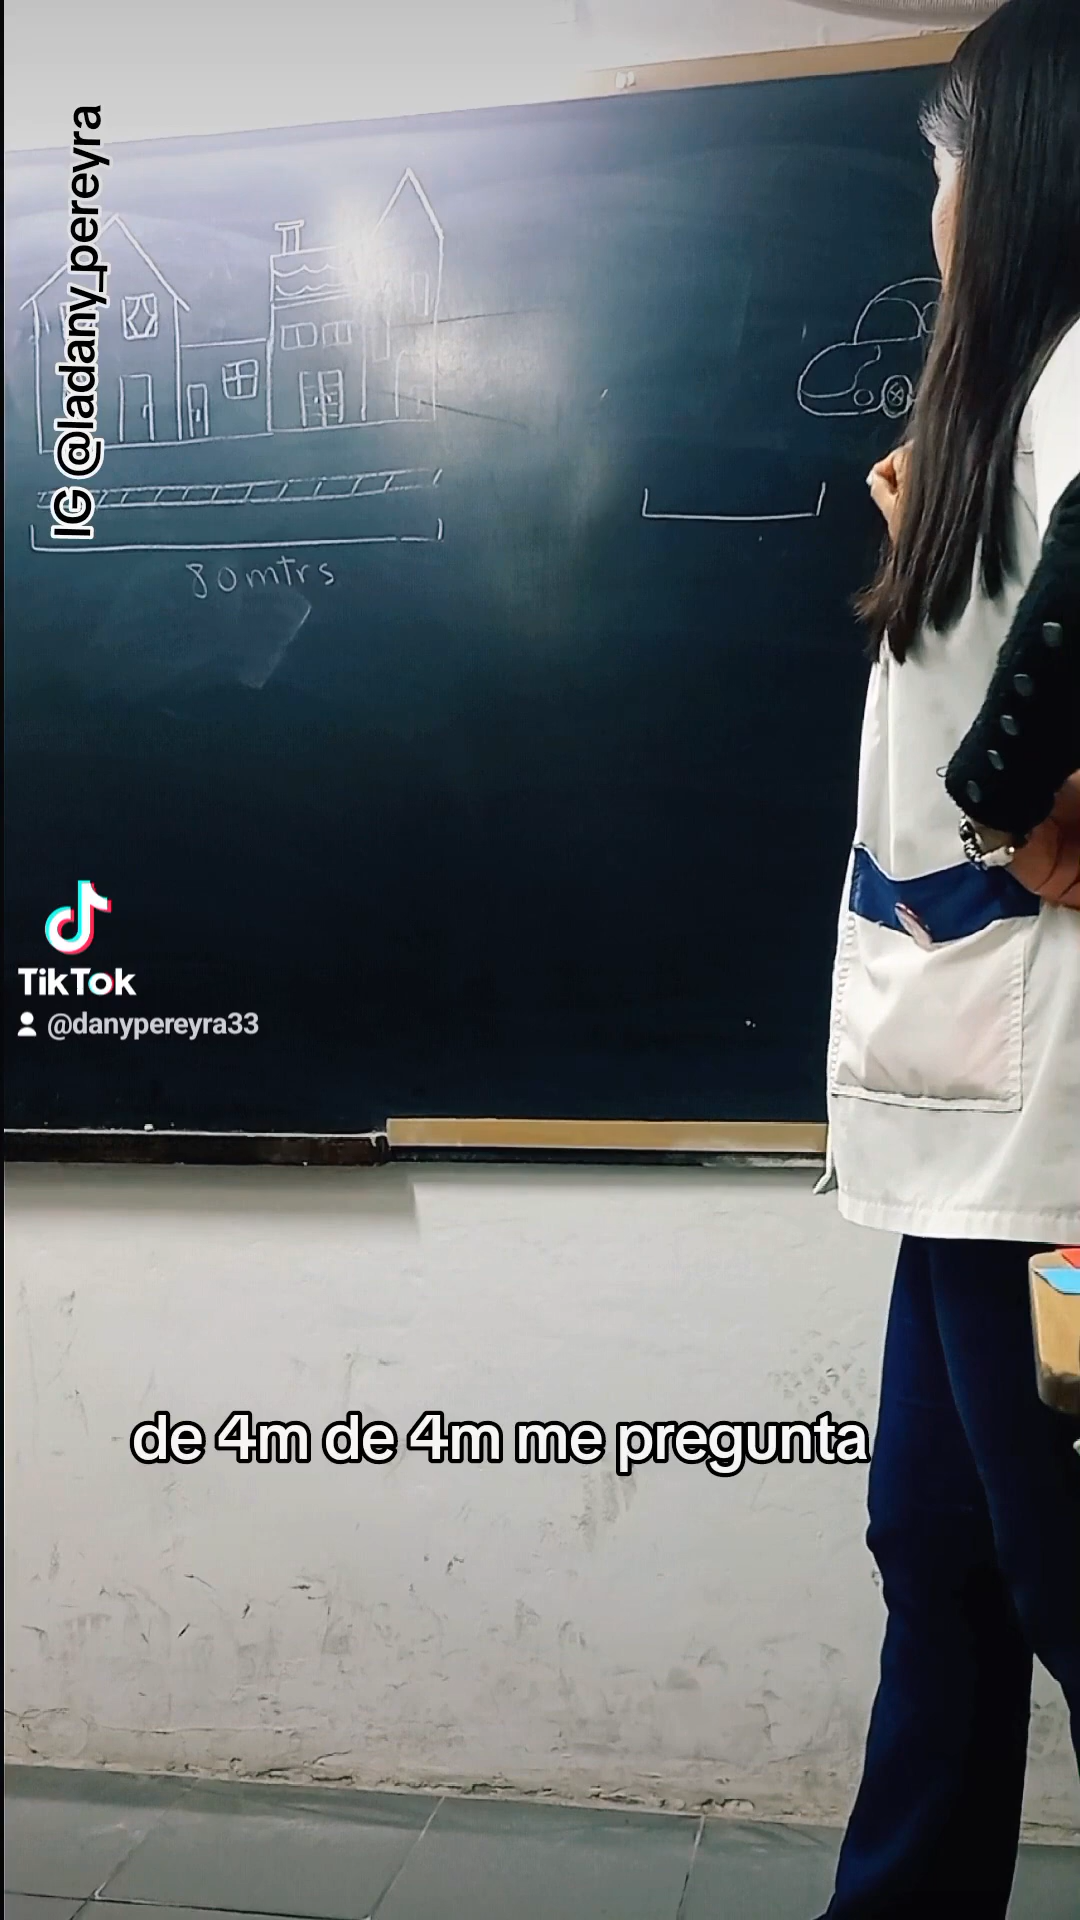 IG @ladany_pereyra
80mtrs
TikTok
@danypereyra33
de 4m de 4m me pregunta